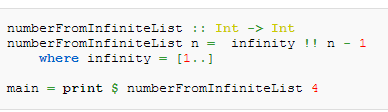 numberFromInfiniteList :: Int -> Int
numberFromInfiniteList n =  infinity !! n - 1
    where infinity = [1..]
main = print $ numberFromInfiniteList 4